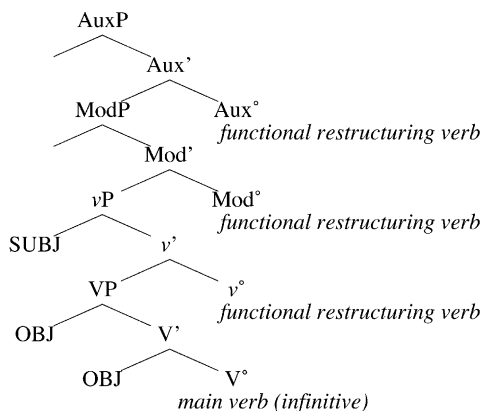 AuxP
Aux’
ModP Aux°
functional restructuring verb
Mod’
vP Mod°
functional restructuring verb
SUBJ v’
VP v°
functional restructuring verb
OBJ V’
OBJ V°
main verb (infinitive)